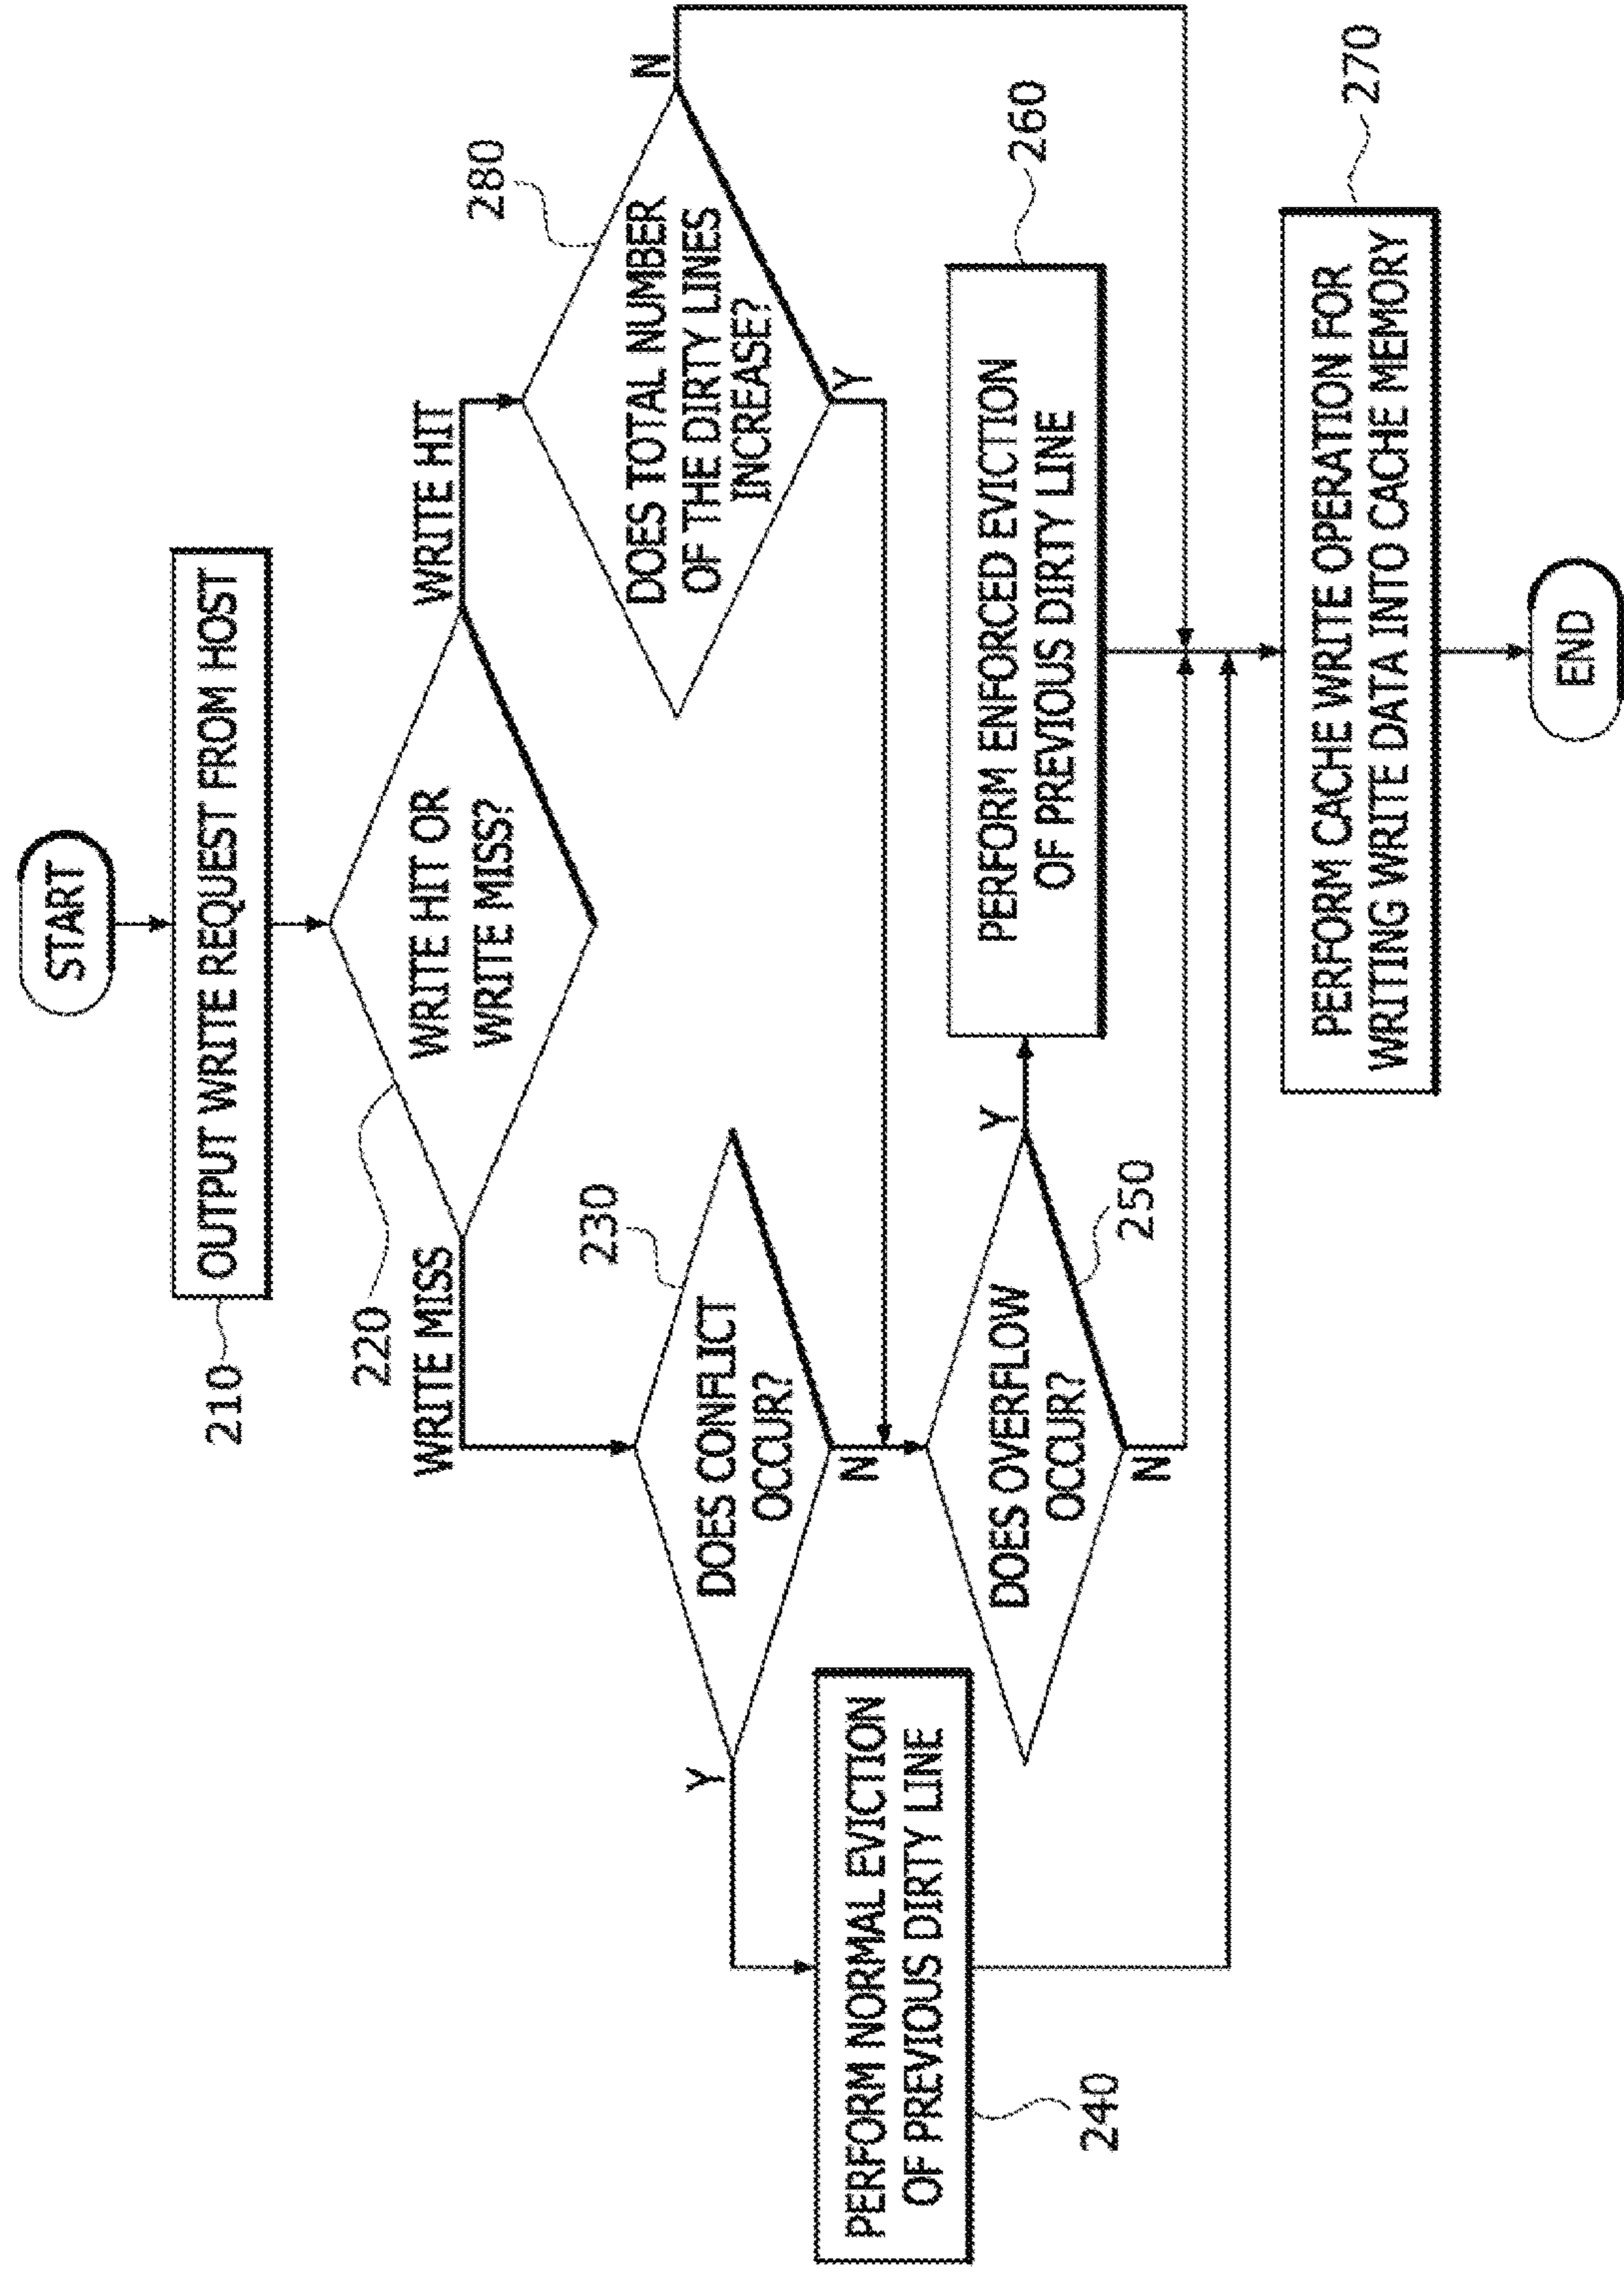 START
OUTPUT WRITE REQUEST FROM HOST
210
WRITE HIT OR
WRITE MISS?
220
WRITE MISS
WRITE HIT
DOES CONFLICT
OCCUR?
230
Y
N
DOES TOTAL NUMBER
OF THE DIRTY LINES
INCREASE?
280
N
Y
PERFORM NORMAL EVICTION
OF PREVIOUS DIRTY LINE
240
DOES OVERFLOW
OCCUR?
250
Y
N
PERFORM ENFORCED EVICTION
OF PREVIOUS DIRTY LINE
260
PERFORM CACHE WRITE OPERATION FOR
WRITING WRITE DATA INTO CACHE MEMORY
270
END